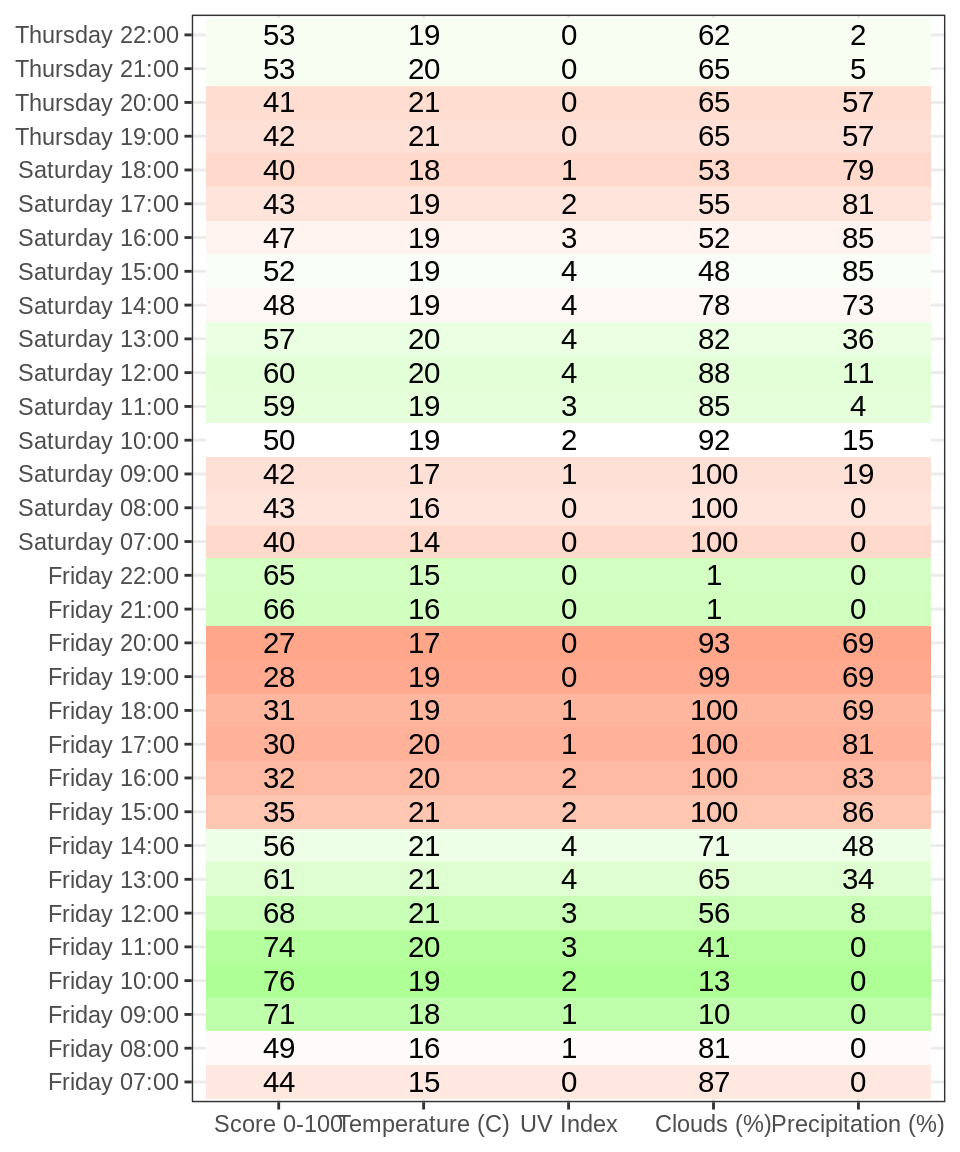 Thursday 22:00 53 19 0 62 2
Thursday 21:00 53 20 0 65 5
Thursday 20:00 41 21 0 65 57
Thursday 19:00 42 21 0 65 57
Saturday 18:00 40 18 1 53 79
Saturday 17:00 43 19 2 55 81
Saturday 16:00 47 19 3 52 85
Saturday 15:00 52 19 4 48 85
Saturday 14:00 48 19 4 78 73
Saturday 13:00 57 20 4 82 36
Saturday 12:00 60 20 4 88 11
Saturday 11:00 59 19 3 85 4
Saturday 10:00 50 19 2 92 15
Saturday 09:00 42 17 1 100 19
Saturday 08:00 43 16 0 100 0
Saturday 07:00 40 14 0 100 0
Friday 22:00 65 15 0 1 0
Friday 21:00 66 16 0 1 0
Friday 20:00 27 17 0 93 69
Friday 19:00 28 19 0 99 69
Friday 18:00 31 19 1 100 69
Friday 17:00 30 20 1 100 81
Friday 16:00 32 20 2 100 83
Friday 15:00 35 21 2 100 86
Friday 14:00 56 21 4 71 48
Friday 13:00 61 21 4 65 34
Friday 12:00 68 21 3 56 8
Friday 11:00 74 20 3 41 0
Friday 10:00 76 19 2 13 0
Friday 09:00 71 18 1 10 0
Friday 08:00 49 16 1 81 0
Friday 07:00 44 15 0 87 0
Score 0-100 Temperature (C) UV Index Clouds (%) Precipitation (%)